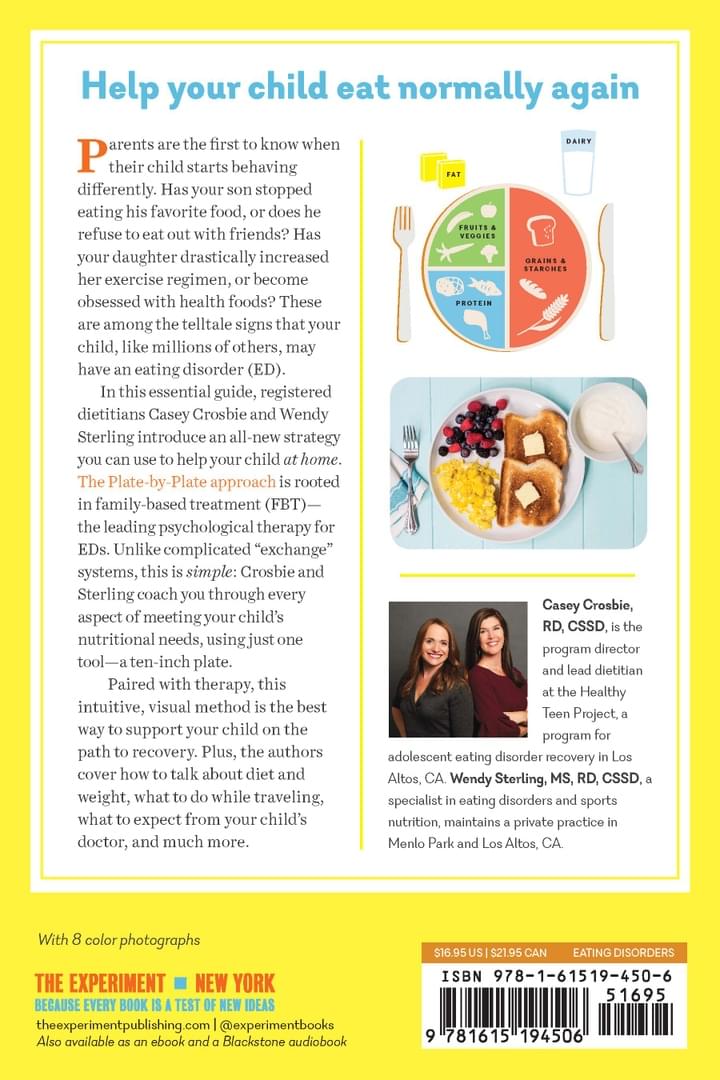 Help your child eat normally again
Parents are the first to know when
their child starts behaving
differently. Has your son stopped
eating his favorite food, or does he
refuse to eat out with friends? Has
your daughter drastically increased
her exercise regimen, or become
obsessed with health foods? These
are among the telltale signs that your
child, like millions of others, may
have an eating disorder (ED).
In this essential guide, registered
dietitians Casey Crosbie and Wendy
Sterling introduce an all-new strategy
you can use to help your child at home.
The Plate-by-Plate approach is rooted
in family-based treatment (FBT)—
the leading psychological therapy for
EDs. Unlike complicated “exchange”
systems, this is simple: Crosbie and
Sterling coach you through every
aspect of meeting your child’s
nutritional needs, using just one
tool—a ten-inch plate.
Paired with therapy, this
intuitive, visual method is the best
way to support your child on the
path to recovery. Plus, the authors
cover how to talk about diet and
weight, what to do while traveling,
what to expect from your child’s
doctor, and much more.
DAIRY
FAT
FRUITS &
VEGGIES
GRAINS &
STARCHES
PROTEIN
Casey Crosbie,
RD, CSSD, is the
program director
and lead dietitian
at the Healthy
Teen Project, a
program for
adolescent eating disorder recovery in Los
Altos, CA. Wendy Sterling, MS, RD, CSSD, a
specialist in eating disorders and sports
nutrition, maintains a private practice in
Menlo Park and Los Altos, CA.
With 8 color photographs
THE EXPERIMENT NEW YORK
BECAUSE EVERY BOOK IS A TEST OF NEW IDEAS
theexperimentpublishing.com | @experimentbooks
Also available as an ebook and a Blackstone audiobook
$16.95 US | $21.95 CAN EATING DISORDERS
ISBN 978-1-61519-450-6
51695
9 781615 194506